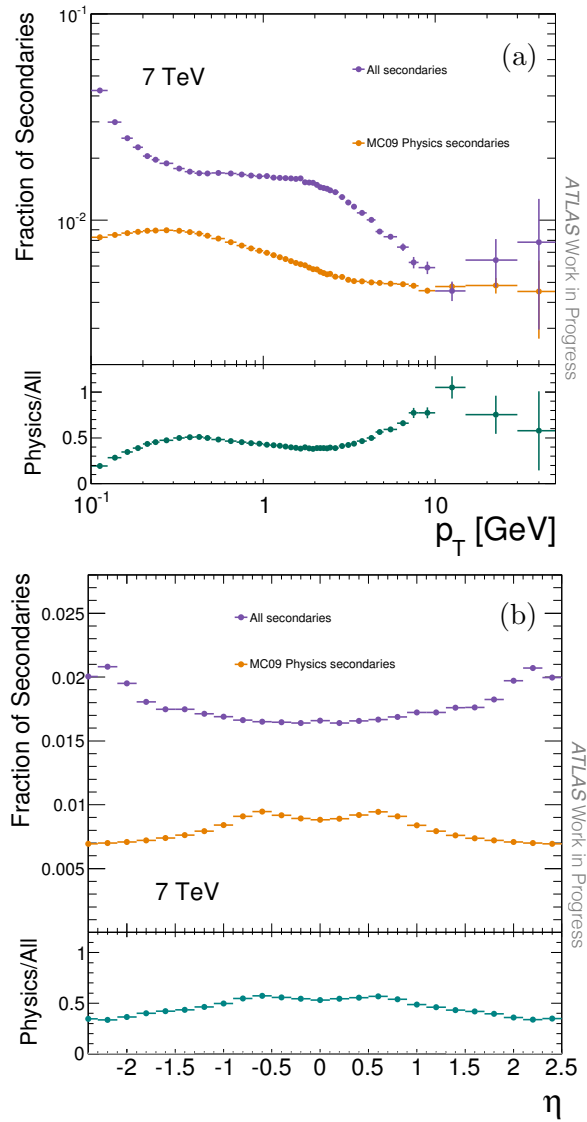 10⁻¹
7 TeV
All secondaries
(a)
MC09 Physics secondaries
Fraction of Secondaries
10⁻²
ATLAS Work in Progress
Physics/All
1
0.5
0
10⁻¹ 1 10
p_T [GeV]
0.025
All secondaries
(b)
0.02
MC09 Physics secondaries
Fraction of Secondaries
0.015
0.01
0.005
7 TeV
ATLAS Work in Progress
Physics/All
1
0.5
0
-2 -1.5 -1 -0.5 0 0.5 1 1.5 2 2.5
η